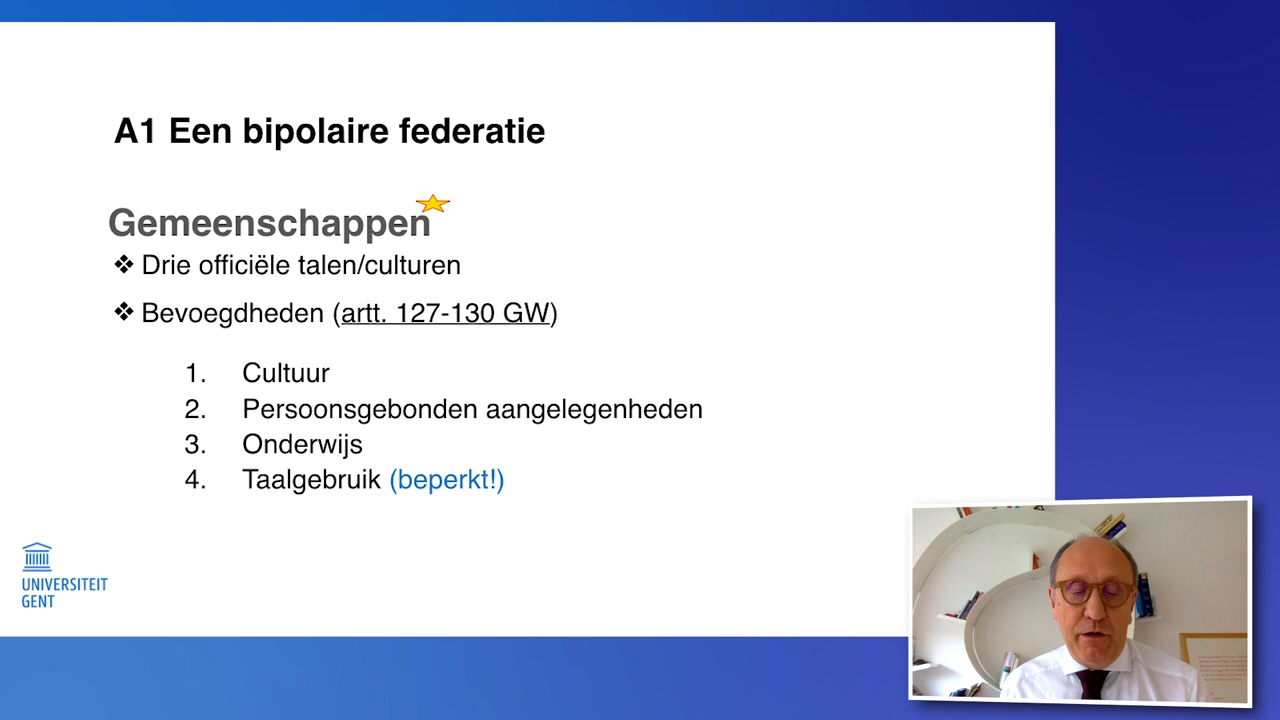 A1 Een bipolaire federatie
Gemeenschappen
❖ Drie officiële talen/culturen
❖ Bevoegdheden (artt. 127-130 GW)
1. Cultuur
2. Persoonsgebonden aangelegenheden
3. Onderwijs
4. Taalgebruik (beperkt!)
UNIVERSITEIT
GENT